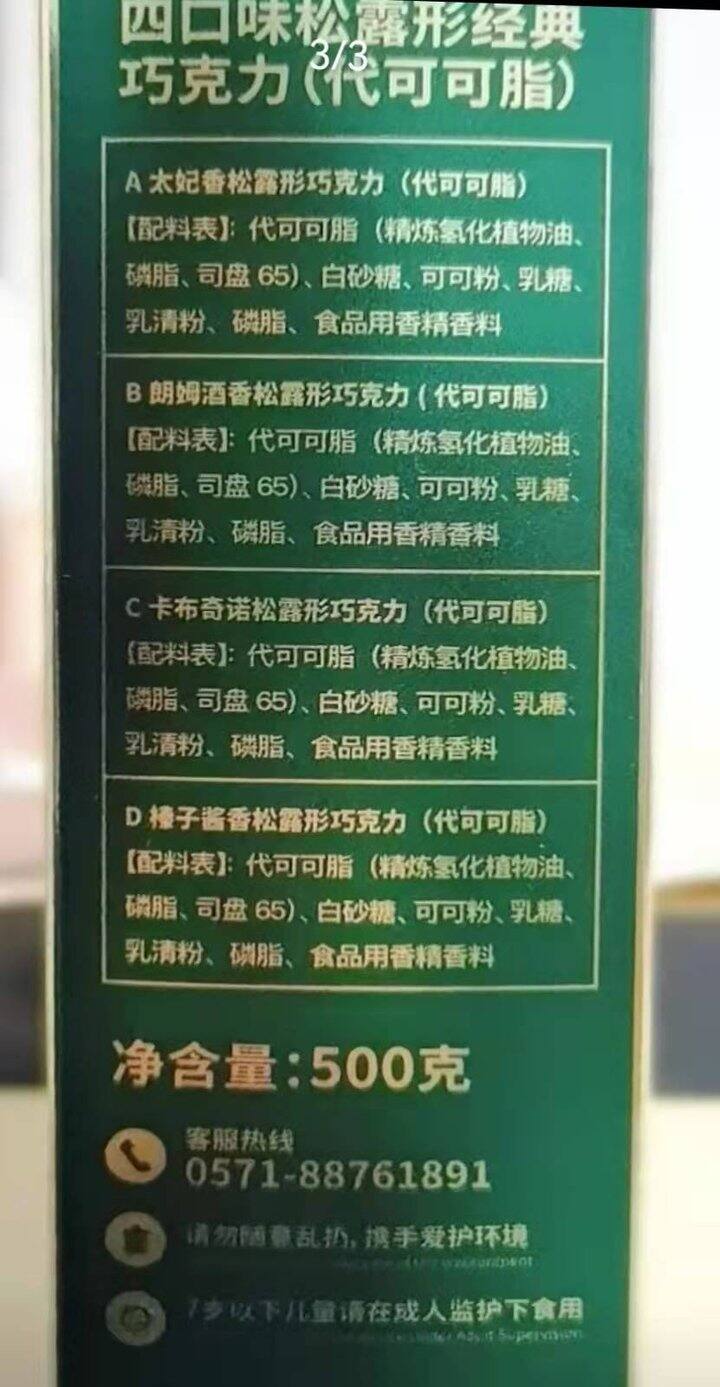 四口味松露形经典
3/3
巧克力(代可可脂)
A 太妃香松露形巧克力（代可可脂）
【配料表】：代可可脂（精炼氢化植物油、
磷脂、司盘 65）、白砂糖、可可粉、乳糖、
乳清粉、磷脂、食品用香精香料
B 朗姆酒香松露形巧克力（代可可脂）
【配料表】：代可可脂（精炼氢化植物油、
磷脂、司盘 65）、白砂糖、可可粉、乳糖、
乳清粉、磷脂、食品用香精香料
C 卡布奇诺松露形巧克力（代可可脂）
【配料表】：代可可脂（精炼氢化植物油、
磷脂、司盘 65）、白砂糖、可可粉、乳糖、
乳清粉、磷脂、食品用香精香料
D 榛子酱香松露形巧克力（代可可脂）
【配料表】：代可可脂（精炼氢化植物油、
磷脂、司盘 65）、白砂糖、可可粉、乳糖、
乳清粉、磷脂、食品用香精香料
净含量：500克
客服热线
0571-88761891
请勿随意乱扔，携手爱护环境
7岁以下儿童请在成人监护下食用
Under Adult Supervision